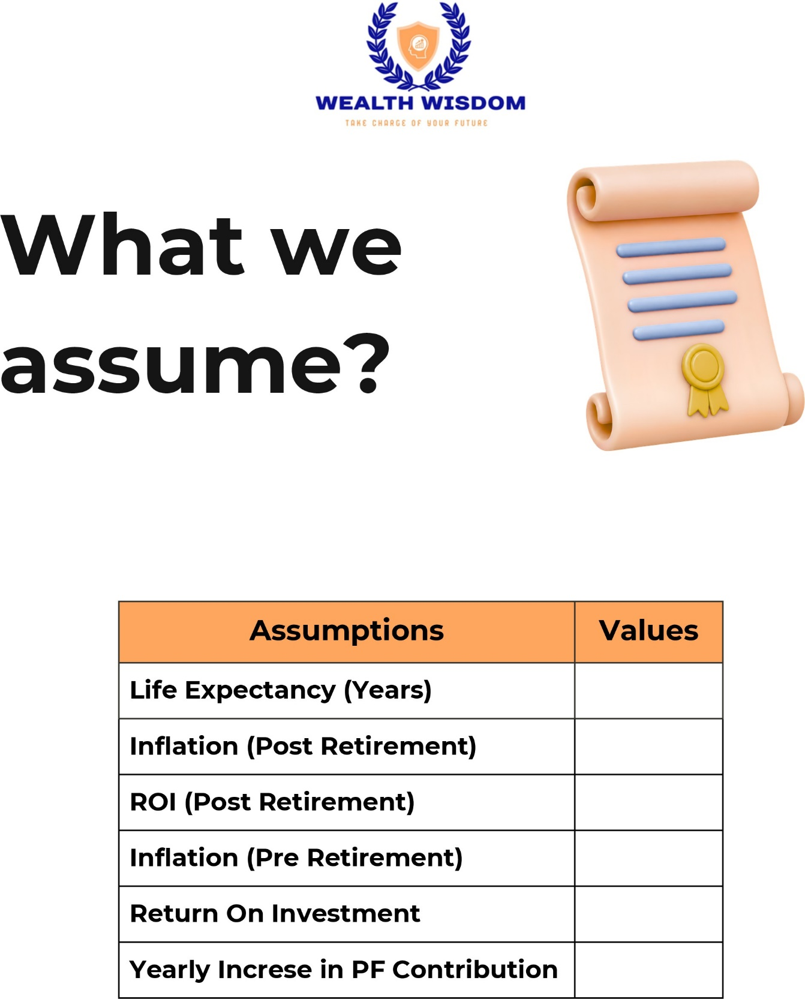 WEALTH WISDOM
TAKE CHARGE OF YOUR FUTURE
What we
assume?
Assumptions Values
Life Expectancy (Years)
Inflation (Post Retirement)
ROI (Post Retirement)
Inflation (Pre Retirement)
Return On Investment
Yearly Increse in PF Contribution